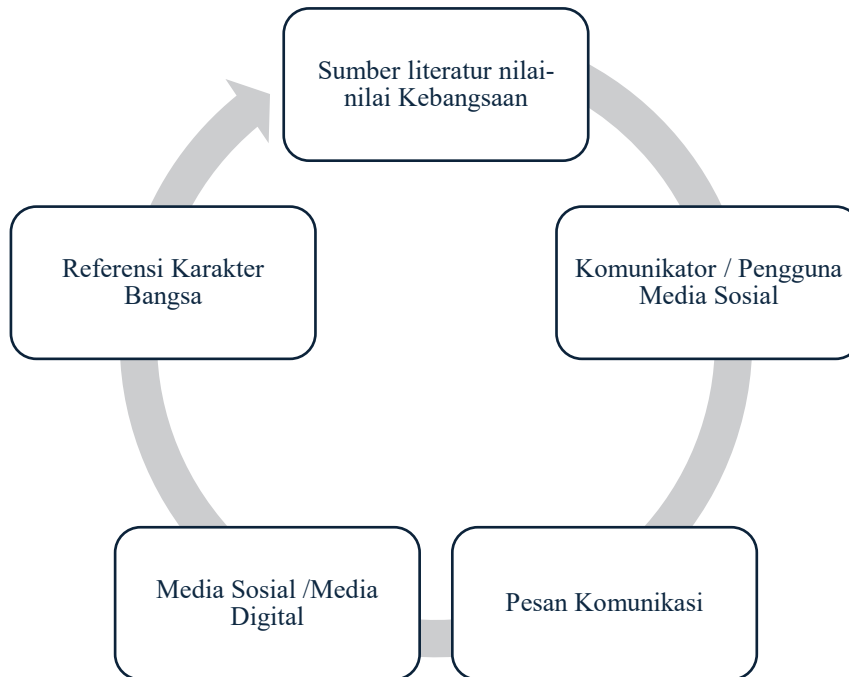 Sumber literatur nilai-
nilai Kebangsaan
Komunikator / Pengguna
Media Sosial
Pesan Komunikasi
Media Sosial /Media
Digital
Referensi Karakter
Bangsa